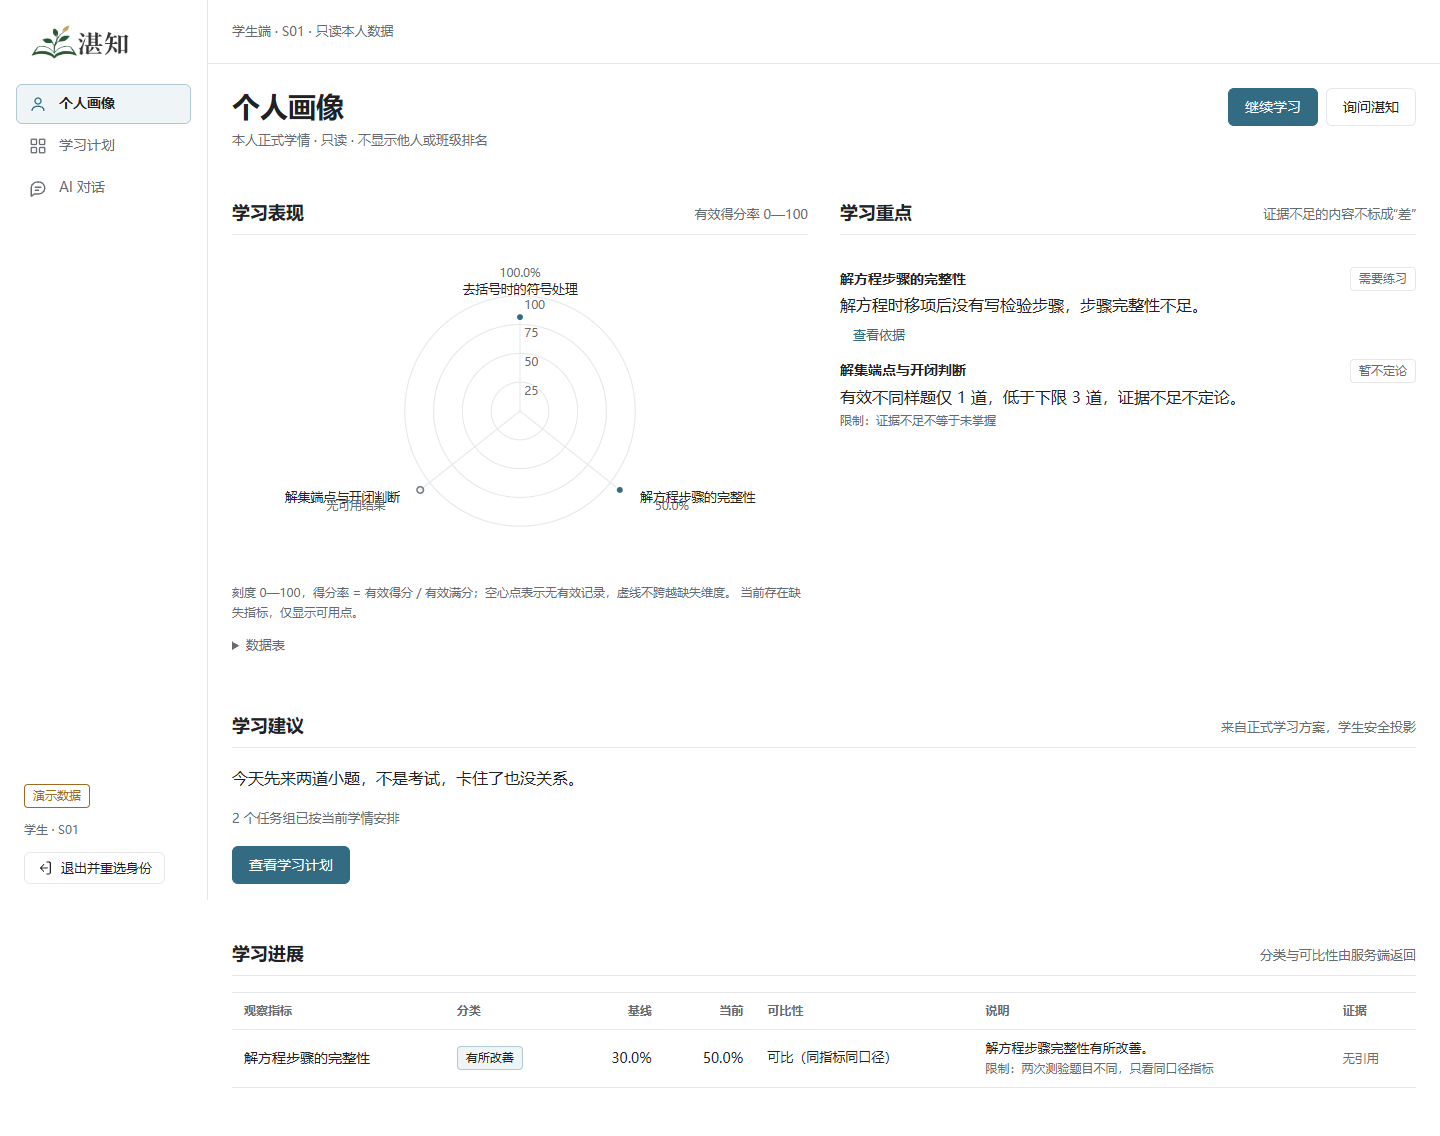 湛知
个人画像
学习计划
AI 对话
演示数据
学生 · S01
退出并重选身份
学生端 · S01 · 只读本人数据
个人画像
本人正式学情 · 只读 · 不显示他人或班级排名
继续学习
询问湛知
学习表现
有效得分率 0—100
100.0%
去括号时的符号处理
100
75
50
25
解集端点与开闭判断
无可用结果
解方程步骤的完整性
50.0%
刻度 0—100，得分率 = 有效得分 / 有效满分；空心点表示无有效记录，虚线不跨越缺失维度。 当前存在缺
失指标，仅显示可用点。
数据表
学习重点
证据不足的内容不标成“差”
解方程步骤的完整性
需要练习
解方程时移项后没有写检验步骤，步骤完整性不足。
查看依据
解集端点与开闭判断
暂不定论
有效不同样题仅 1 道，低于下限 3 道，证据不足不定论。
限制：证据不足不等于未掌握
学习建议
来自正式学习方案，学生安全投影
今天先来两道小题，不是考试，卡住了也没关系。
2 个任务组已按当前学情安排
查看学习计划
学习进展
分类与可比性由服务端返回
观察指标 分类 基线 当前 可比性 说明 证据
解方程步骤的完整性 有所改善 30.0% 50.0% 可比（同指标同口径） 解方程步骤完整性有所改善。 无引用
限制：两次测验题目不同，只看同口径指标